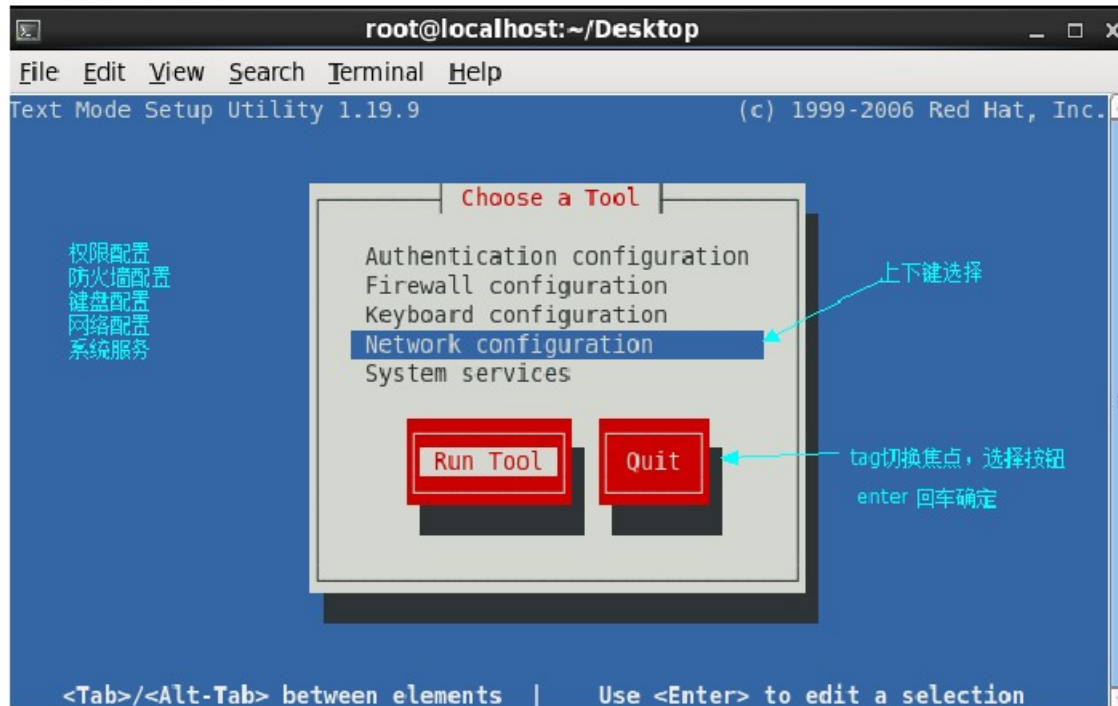 root@localhost:~/Desktop
File Edit View Search Terminal Help
Text Mode Setup Utility 1.19.9 (c) 1999-2006 Red Hat, Inc.
Choose a Tool
权限配置
防火墙配置
键盘配置
网络配置
系统服务
Authentication configuration
Firewall configuration
Keyboard configuration
Network configuration
System services
上下键选择
Run Tool Quit
tag切换焦点，选择按钮
enter 回车确定
<Tab>/<Alt-Tab> between elements | Use <Enter> to edit a selection